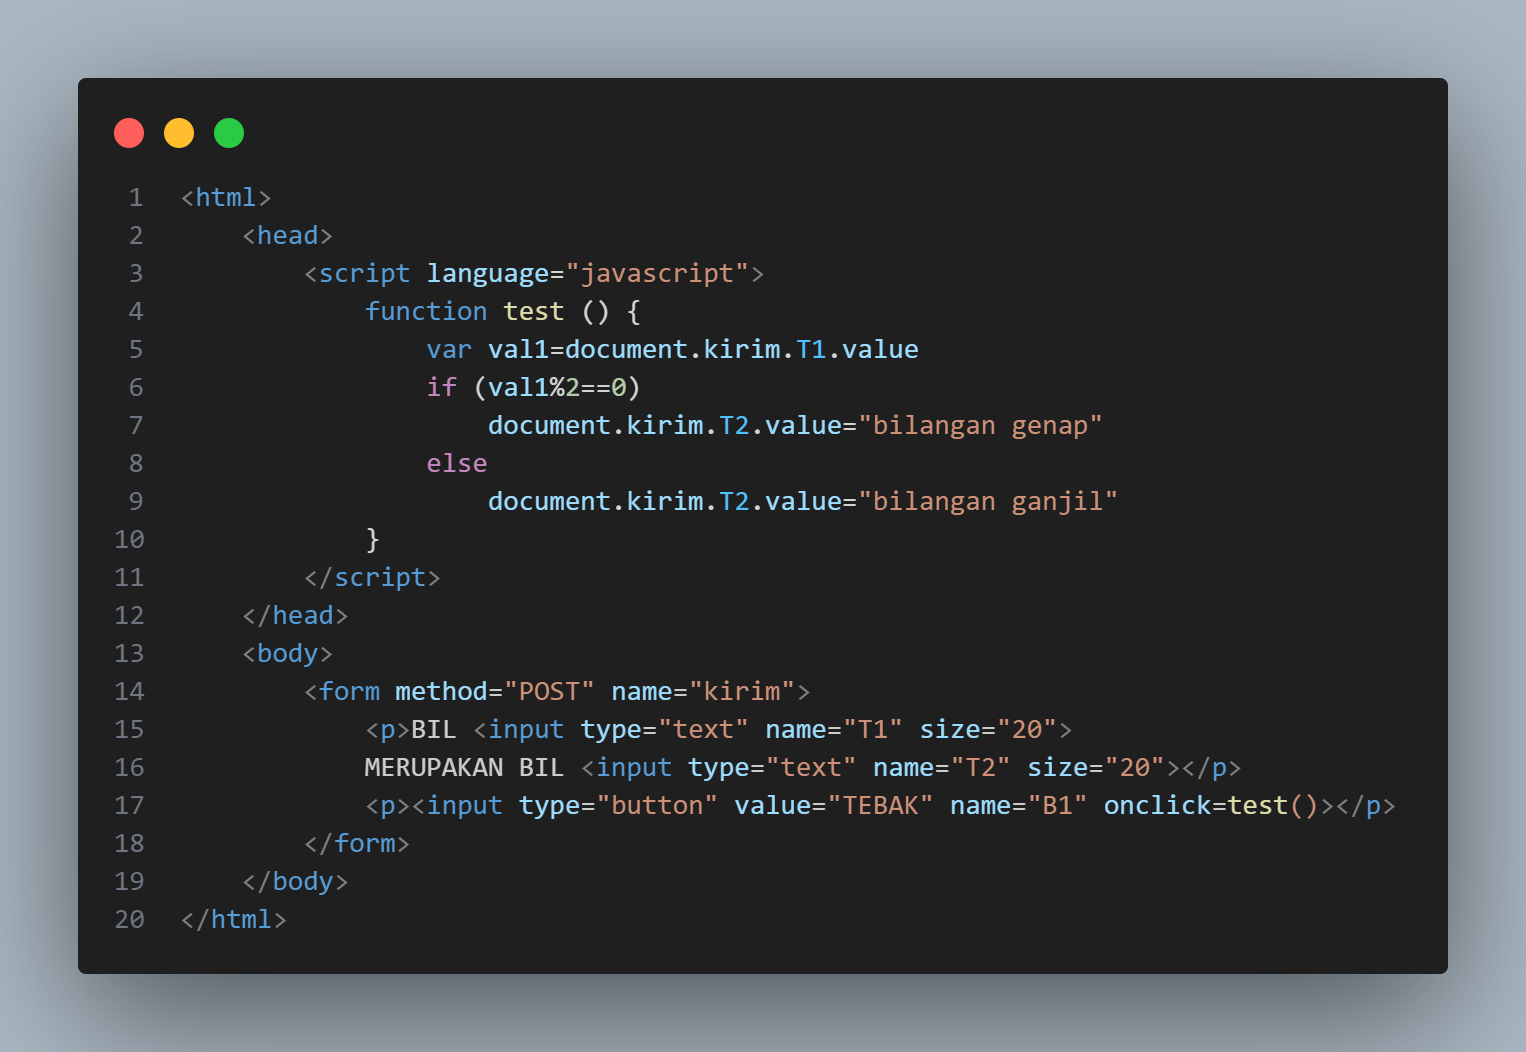 1 <html>
2 <head>
3 <script language="javascript">
4 function test () {
5 var val1=document.kirim.T1.value
6 if (val1%2==0)
7 document.kirim.T2.value="bilangan genap"
8 else
9 document.kirim.T2.value="bilangan ganjil"
10 }
11 </script>
12 </head>
13 <body>
14 <form method="POST" name="kirim">
15 <p>BIL <input type="text" name="T1" size="20">
16 MERUPAKAN BIL <input type="text" name="T2" size="20"></p>
17 <p><input type="button" value="TEBAK" name="B1" onclick=test()></p>
18 </form>
19 </body>
20 </html>